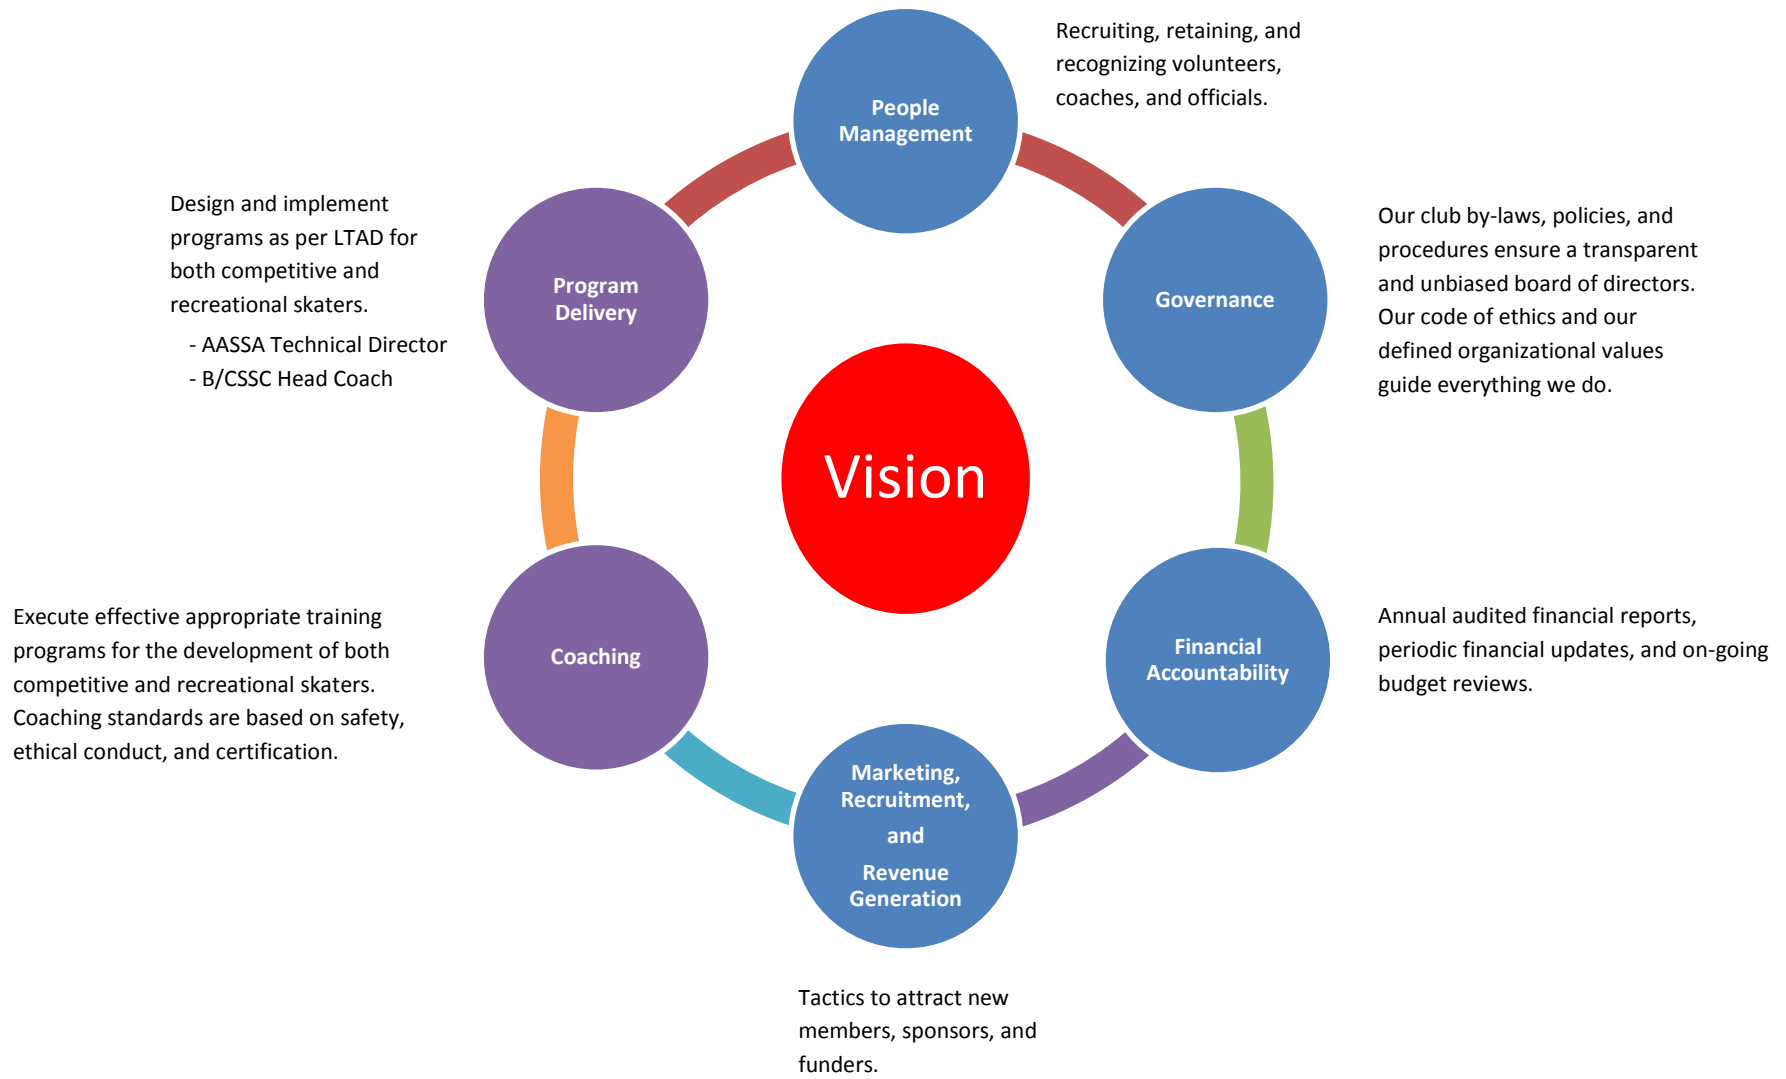 People
Management
Recruiting, retaining, and
recognizing volunteers,
coaches, and officials.
Governance
Our club by-laws, policies, and
procedures ensure a transparent
and unbiased board of directors.
Our code of ethics and our
defined organizational values
guide everything we do.
Financial
Accountability
Annual audited financial reports,
periodic financial updates, and on-going
budget reviews.
Marketing,
Recruitment,
and
Revenue
Generation
Tactics to attract new
members, sponsors, and
funders.
Coaching
Execute effective appropriate training
programs for the development of both
competitive and recreational skaters.
Coaching standards are based on safety,
ethical conduct, and certification.
Program
Delivery
Design and implement
programs as per LTAD for
both competitive and
recreational skaters.
- AASSA Technical Director
- B/CSSC Head Coach
Vision